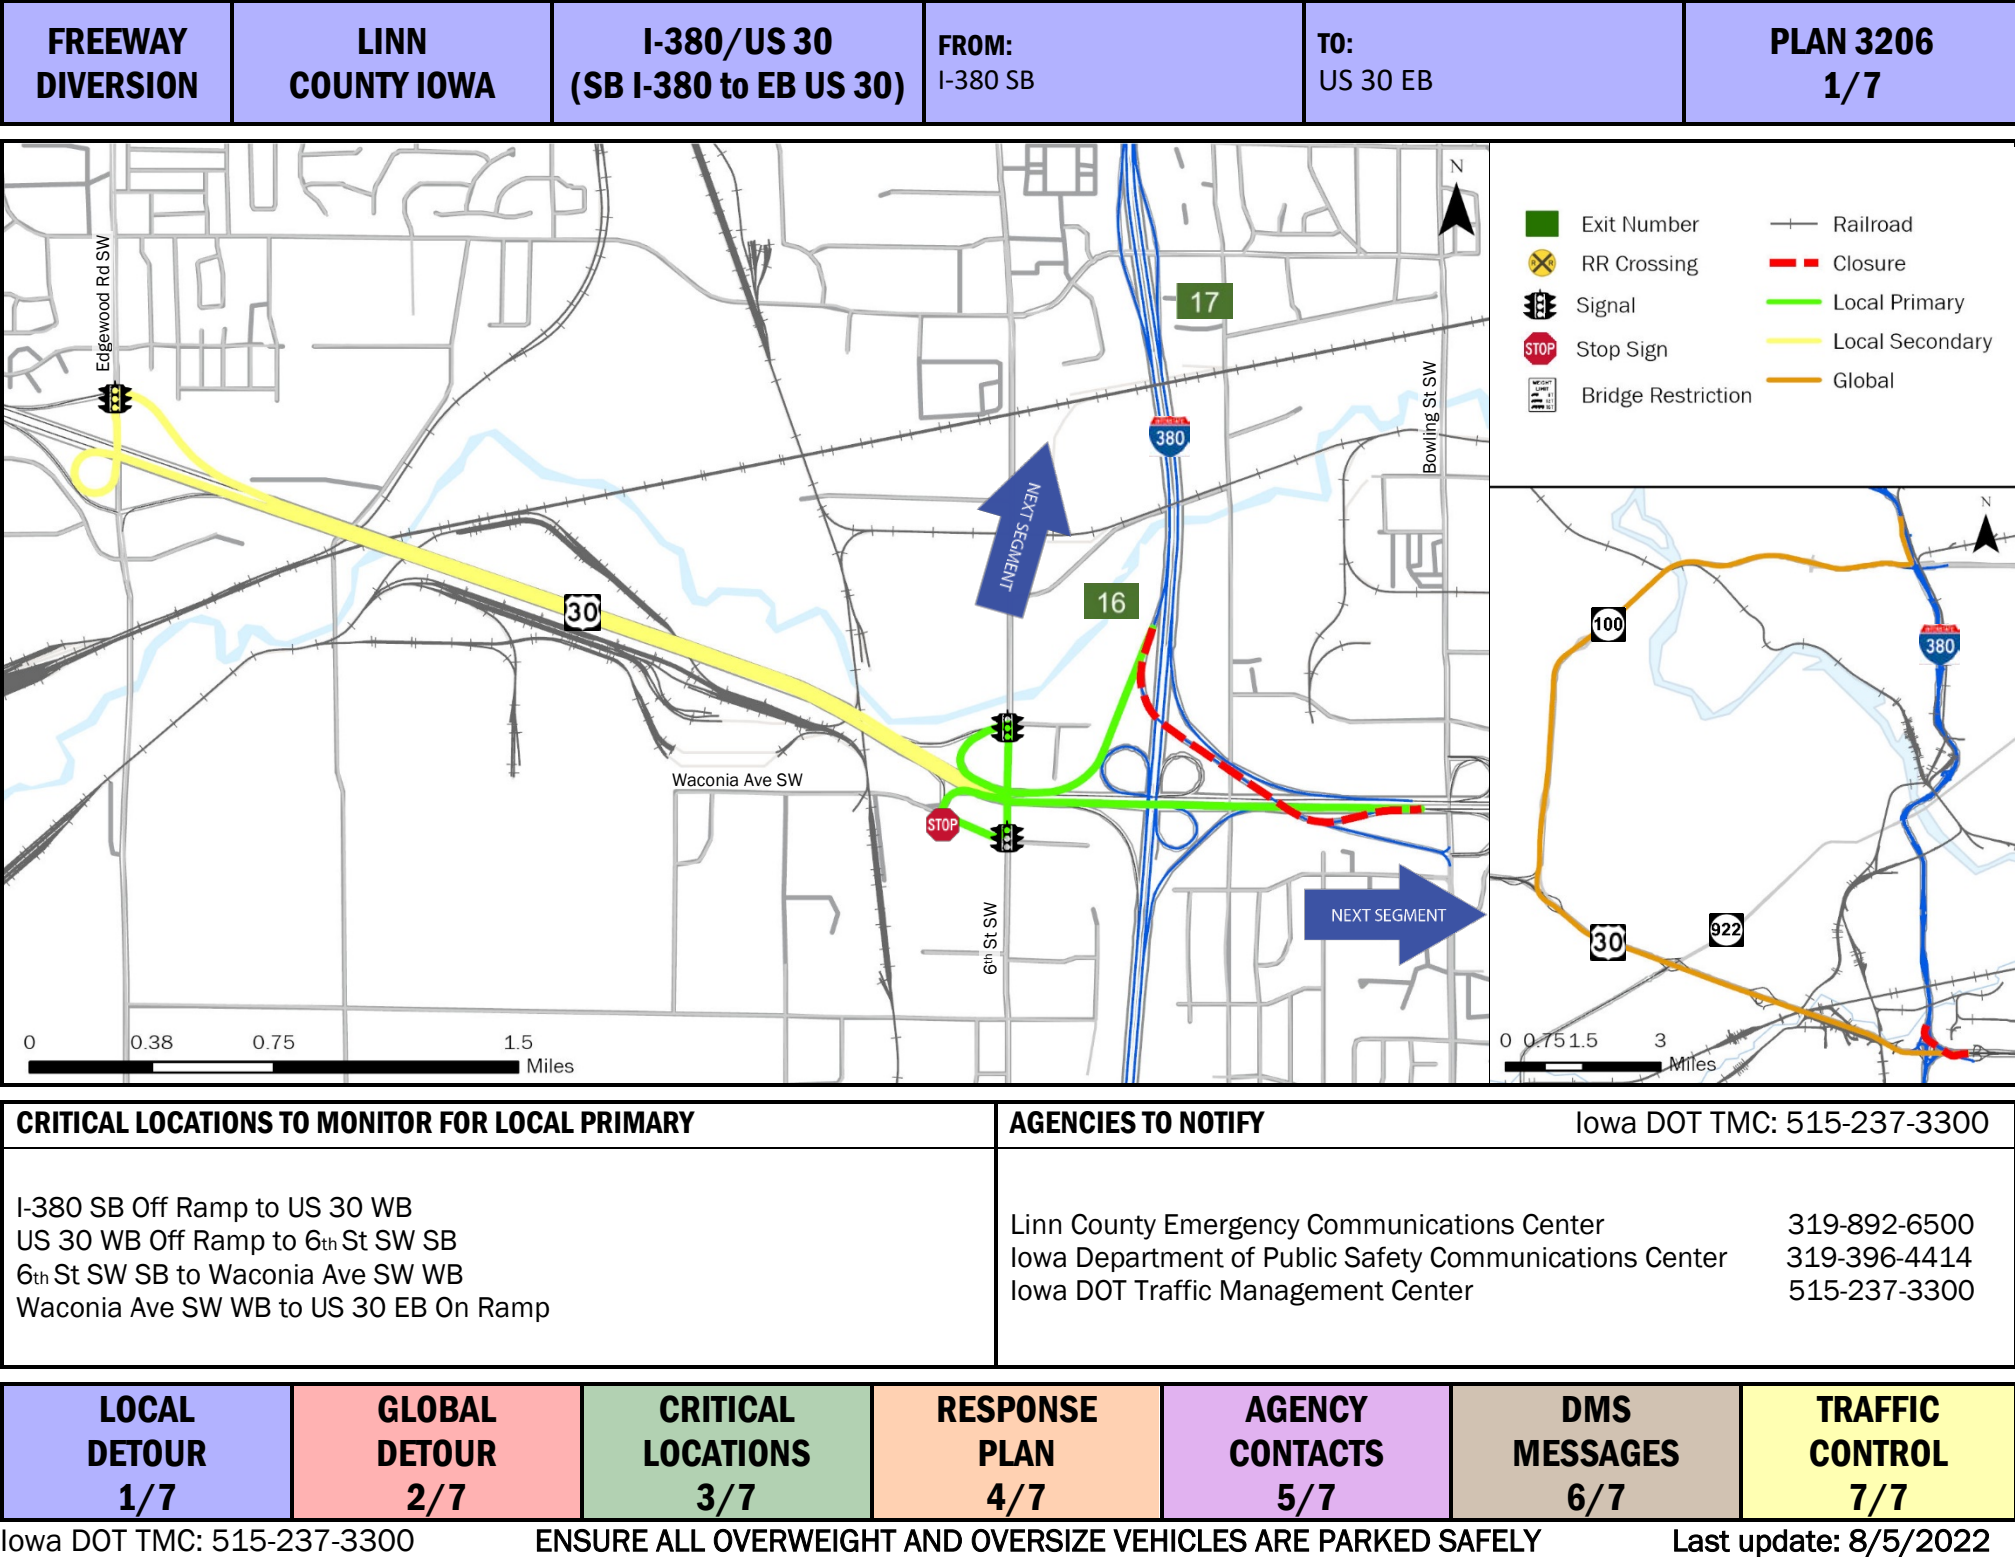 FREEWAY
DIVERSION
LINN
COUNTY IOWA
I-380/US 30
(SB I-380 to EB US 30)
FROM:
I-380 SB
TO:
US 30 EB
PLAN 3206
1/7
Edgewood Rd SW
30
Waconia Ave SW
STOP
6th St SW
NEXT SEGMENT
17
380
16
Bowling St SW
N
NEXT SEGMENT
0 0.38 0.75 1.5
Miles
Exit Number
RR Crossing
Signal
STOP Stop Sign
WEIGHT
LIMIT
Bridge Restriction
Railroad
Closure
Local Primary
Local Secondary
Global
N
100
380
30
922
0 0.75 1.5 3
Miles
CRITICAL LOCATIONS TO MONITOR FOR LOCAL PRIMARY
I-380 SB Off Ramp to US 30 WB
US 30 WB Off Ramp to 6th St SW SB
6th St SW SB to Waconia Ave SW WB
Waconia Ave SW WB to US 30 EB On Ramp
AGENCIES TO NOTIFY Iowa DOT TMC: 515-237-3300
Linn County Emergency Communications Center 319-892-6500
Iowa Department of Public Safety Communications Center 319-396-4414
Iowa DOT Traffic Management Center 515-237-3300
LOCAL
DETOUR
1/7
GLOBAL
DETOUR
2/7
CRITICAL
LOCATIONS
3/7
RESPONSE
PLAN
4/7
AGENCY
CONTACTS
5/7
DMS
MESSAGES
6/7
TRAFFIC
CONTROL
7/7
Iowa DOT TMC: 515-237-3300 ENSURE ALL OVERWEIGHT AND OVERSIZE VEHICLES ARE PARKED SAFELY Last update: 8/5/2022